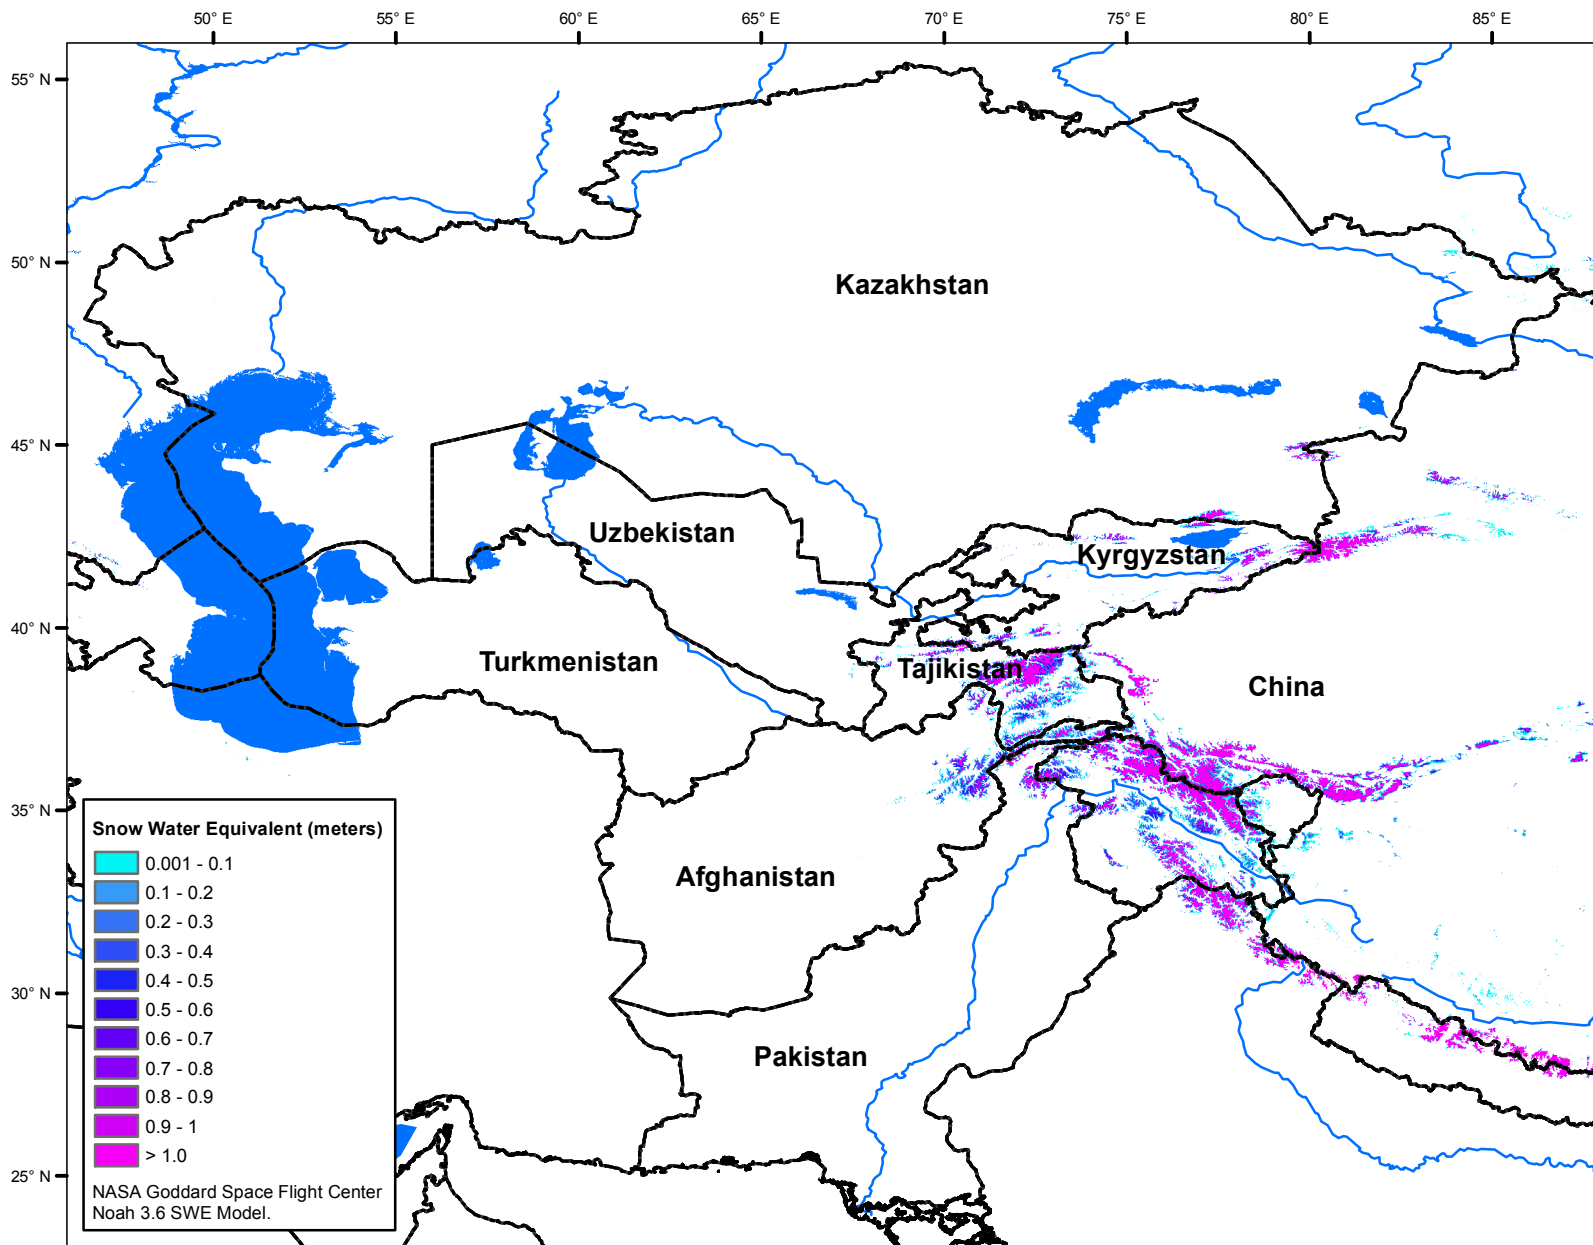 50° E 55° E 60° E 65° E 70° E 75° E 80° E 85° E
55° N
50° N
Kazakhstan
45° N
Uzbekistan
Kyrgyzstan
40° N
Turkmenistan
Tajikistan
China
35° N
Snow Water Equivalent (meters)
0.001 - 0.1
0.1 - 0.2
0.2 - 0.3
0.3 - 0.4
0.4 - 0.5
0.5 - 0.6
0.6 - 0.7
0.7 - 0.8
0.8 - 0.9
0.9 - 1
> 1.0
NASA Goddard Space Flight Center
Noah 3.6 SWE Model.
Afghanistan
30° N
Pakistan
25° N